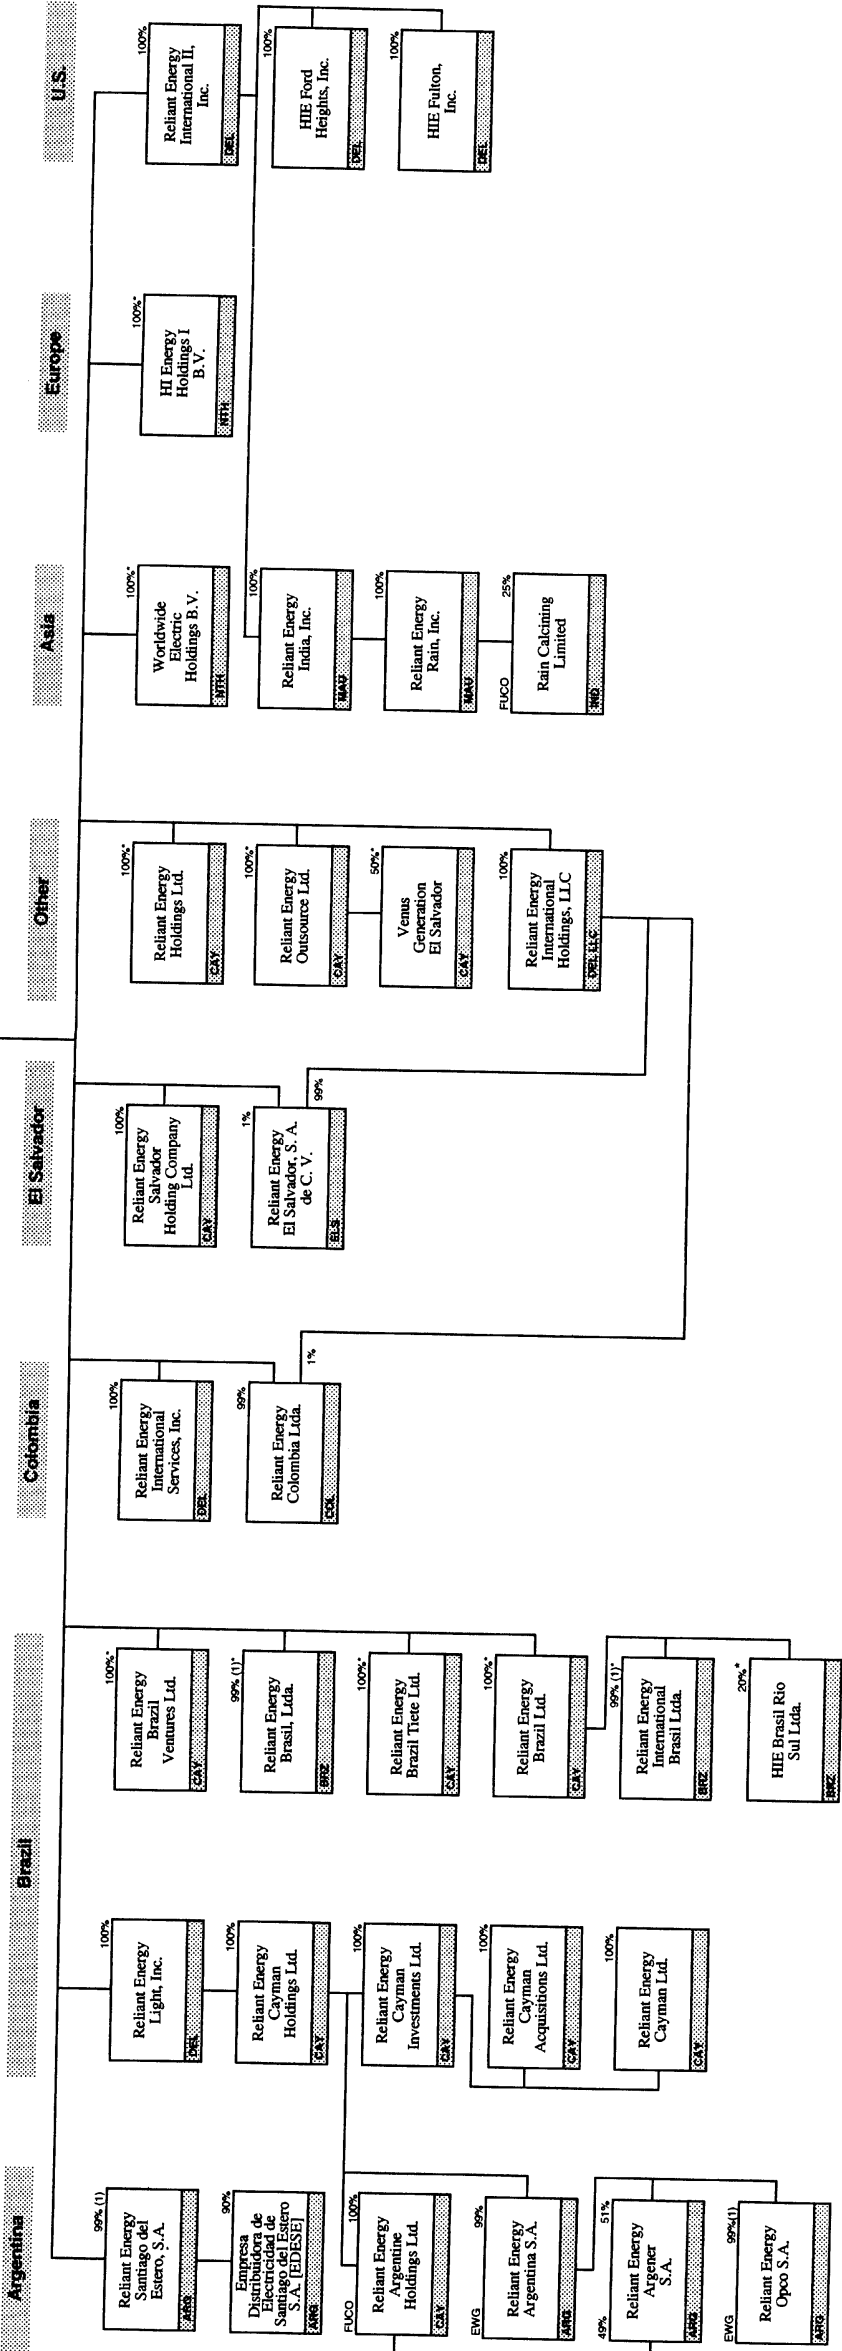 Argentina
99% (1)
Reliant Energy
Santiago del
Estero, S.A.
ARG
90%
Empresa
Distribuidora de
Electricidad de
Santiago del Estero
S.A. [EDESE]
ARG
FUCO
100%
Reliant Energy
Argentine
Holdings Ltd.
CAY
EWG
99%
Reliant Energy
Argentina S.A.
ARG
49%
51%
Reliant Energy
Argener
S.A.
ARG
EWG
99%(1)
Reliant Energy
Opco S.A.
ARG
Brazil
100%
Reliant Energy
Light, Inc.
DEL
100%
Reliant Energy
Cayman
Holdings Ltd.
CAY
100%
Reliant Energy
Cayman
Investments Ltd.
CAY
100%
Reliant Energy
Cayman
Acquisitions Ltd.
CAY
100%
Reliant Energy
Cayman Ltd.
CAY
100%*
Reliant Energy
Brazil
Ventures Ltd.
CAY
99% (1)*
Reliant Energy
Brasil, Ltda.
BRZ
100%*
Reliant Energy
Brazil Tiete Ltd.
CAY
100%*
Reliant Energy
Brazil Ltd.
CAY
99% (1)*
Reliant Energy
International
Brasil Ltda.
BRZ
20%*
HIE Brasil Rio
Sul Ltda.
BRZ
Colombia
100%
Reliant Energy
International
Services, Inc.
DEL
99%
Reliant Energy
Colombia Ltda.
COL
1%
El Salvador
100%
Reliant Energy
Salvador
Holding Company
Ltd.
CAY
1%
Reliant Energy
El Salvador, S. A.
de C. V.
ELS
99%
Other
100%*
Reliant Energy
Holdings Ltd.
CAY
100%*
Reliant Energy
Outsource Ltd.
CAY
50%*
Venus
Generation
El Salvador
CAY
100%
Reliant Energy
International
Holdings, LLC
DEL LLC
Asia
100%*
Worldwide
Electric
Holdings B.V.
NTH
100%
Reliant Energy
India, Inc.
MAU
100%
Reliant Energy
Rain, Inc.
MAU
FUCO
25%
Rain Calcining
Limited
IND
Europe
100%*
HI Energy
Holdings I
B.V.
NTH
U.S.
100%
Reliant Energy
International II,
Inc.
DEL
100%
HIE Ford
Heights, Inc.
DEL
100%
HIE Fulton,
Inc.
DEL